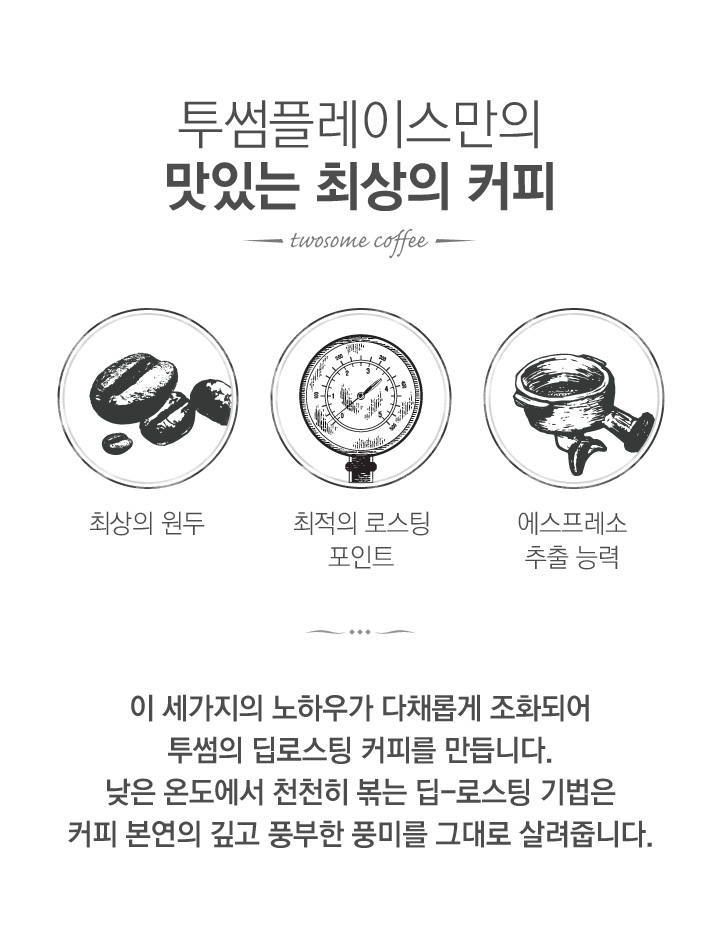 투썸플레이스만의
맛있는 최상의 커피
twosome coffee
최상의 원두
최적의 로스팅
포인트
에스프레소
추출 능력
이 세가지의 노하우가 다채롭게 조화되어
투썸의 딥로스팅 커피를 만듭니다.
낮은 온도에서 천천히 볶는 딥-로스팅 기법은
커피 본연의 깊고 풍부한 풍미를 그대로 살려줍니다.